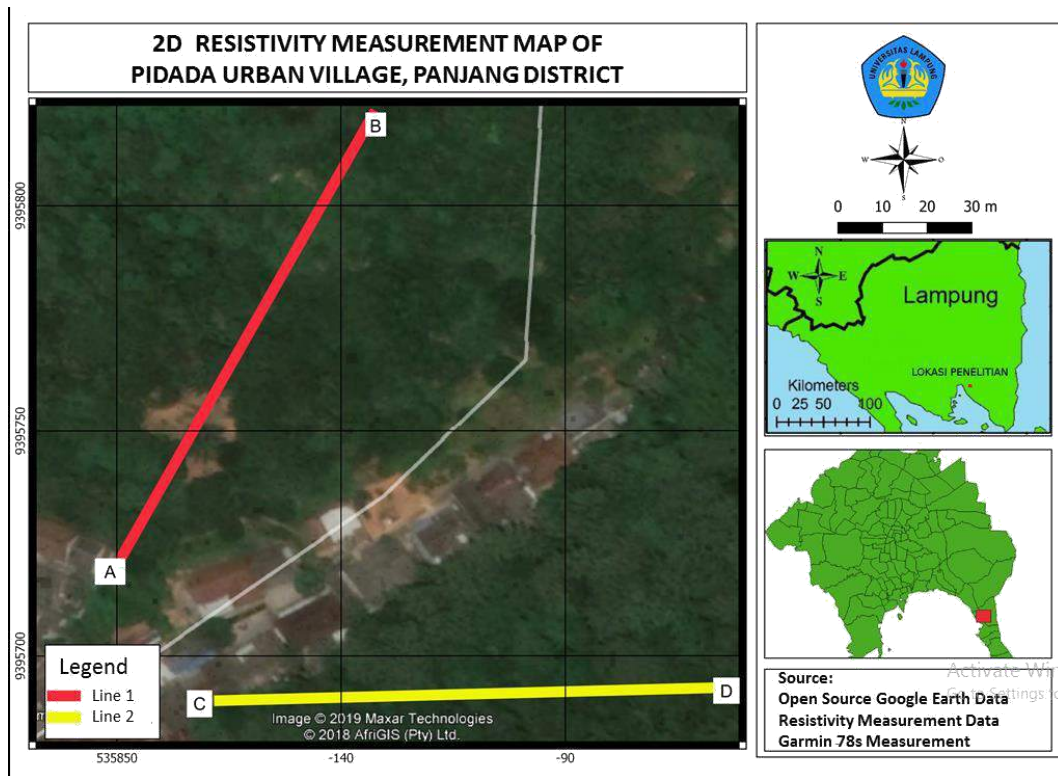 2D RESISTIVITY MEASUREMENT MAP OF
PIDADA URBAN VILLAGE, PANJANG DISTRICT
B
A
C
D
9395800
9395750
9395700
535850
-140
-90
Legend
Line 1
Line 2
Image © 2019 Maxar Technologies
© 2018 AfriGIS (Pty) Ltd.
UNIVERSITAS LAMPUNG
N
W
O
S
0 10 20 30 m
N
W E
S
Lampung
LOKASI PENELITIAN
Kilometers
0 25 50 100
Source:
Open Source Google Earth Data
Resistivity Measurement Data
Garmin 78s Measurement
Activate Win
Go to Settings to